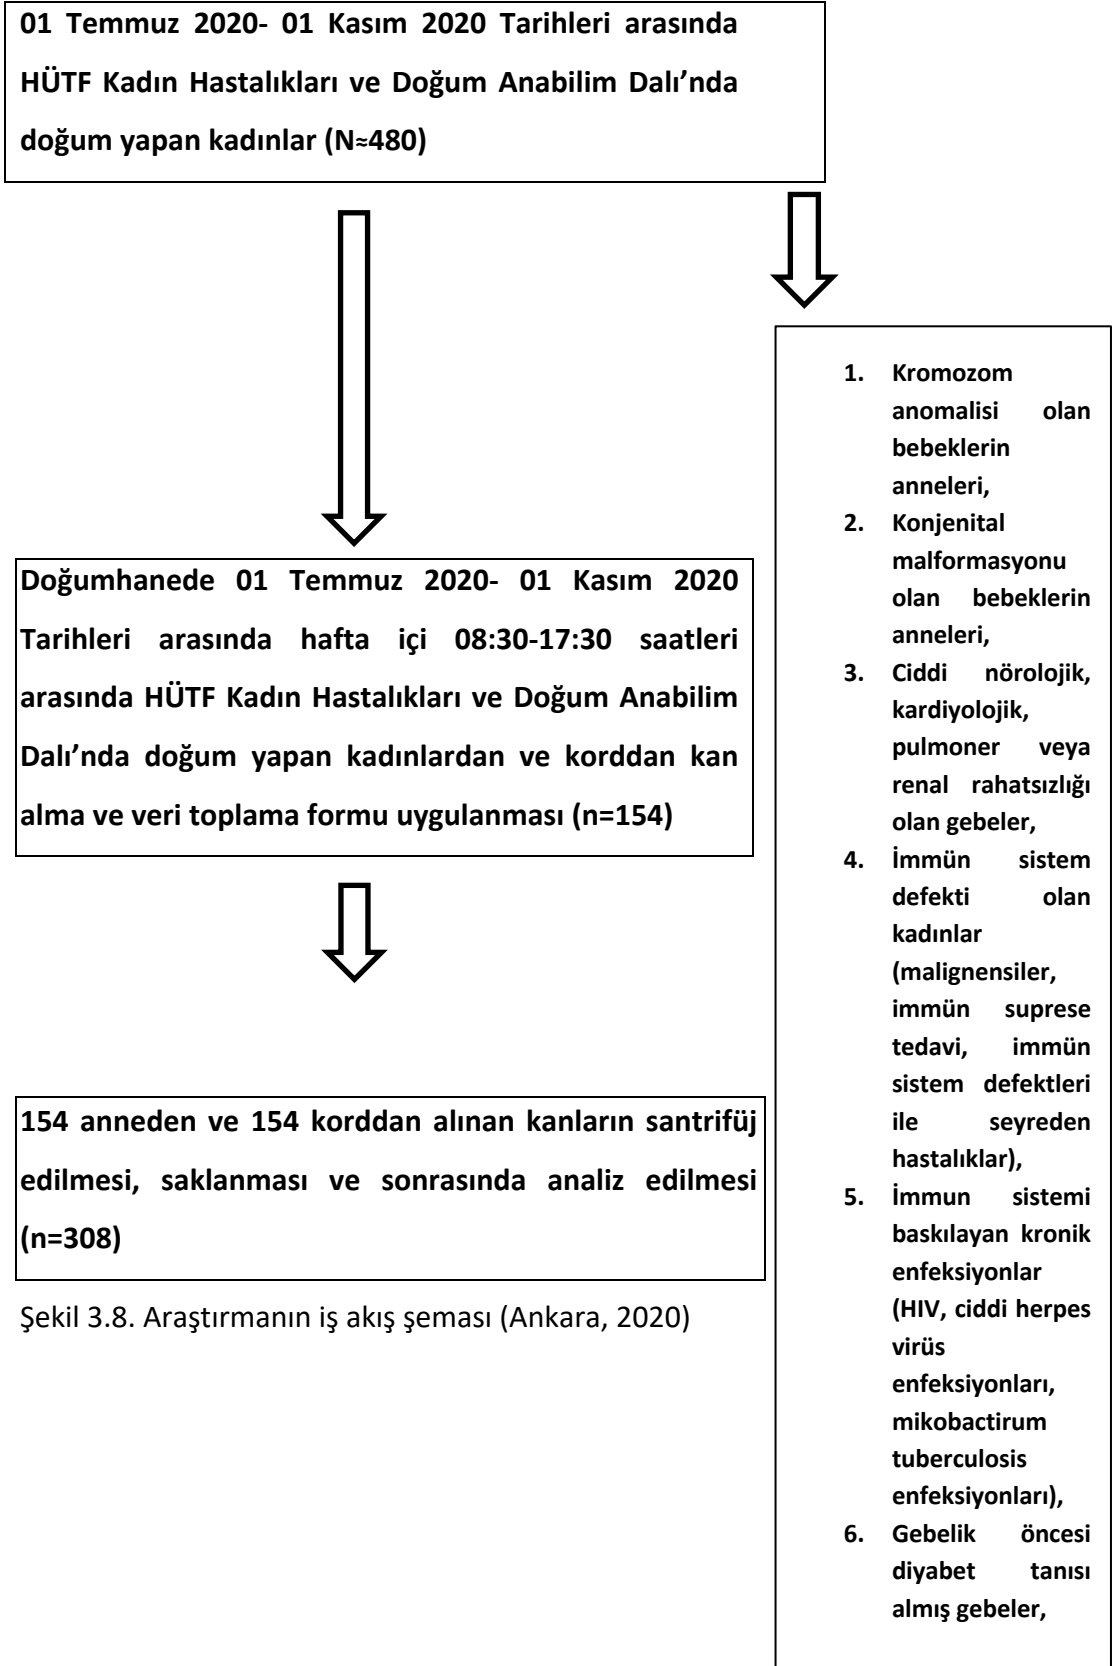 01 Temmuz 2020- 01 Kasım 2020 Tarihleri arasında
HÜTF Kadın Hastalıkları ve Doğum Anabilim Dalı’nda
doğum yapan kadınlar (N≈480)
Doğumhanede 01 Temmuz 2020- 01 Kasım 2020
Tarihleri arasında hafta içi 08:30-17:30 saatleri
arasında HÜTF Kadın Hastalıkları ve Doğum Anabilim
Dalı’nda doğum yapan kadınlardan ve korddan kan
alma ve veri toplama formu uygulanması (n=154)
154 anneden ve 154 korddan alınan kanların santrifüj
edilmesi, saklanması ve sonrasında analiz edilmesi
(n=308)
Şekil 3.8. Araştırmanın iş akış şeması (Ankara, 2020)
1. Kromozom
anomalisi olan
bebeklerin
anneleri,
2. Konjenital
malformasyonu
olan bebeklerin
anneleri,
3. Ciddi nörolojik,
kardiyolojik,
pulmoner veya
renal rahatsızlığı
olan gebeler,
4. İmmün sistem
defekti olan
kadınlar
(malignensiler,
immün suprese
tedavi, immün
sistem defektleri
ile seyreden
hastalıklar),
5. İmmun sistemi
baskılayan kronik
enfeksiyonlar
(HIV, ciddi herpes
virüs
enfeksiyonları,
mikobactirum
tuberculosis
enfeksiyonları),
6. Gebelik öncesi
diyabet tanısı
almış gebeler,